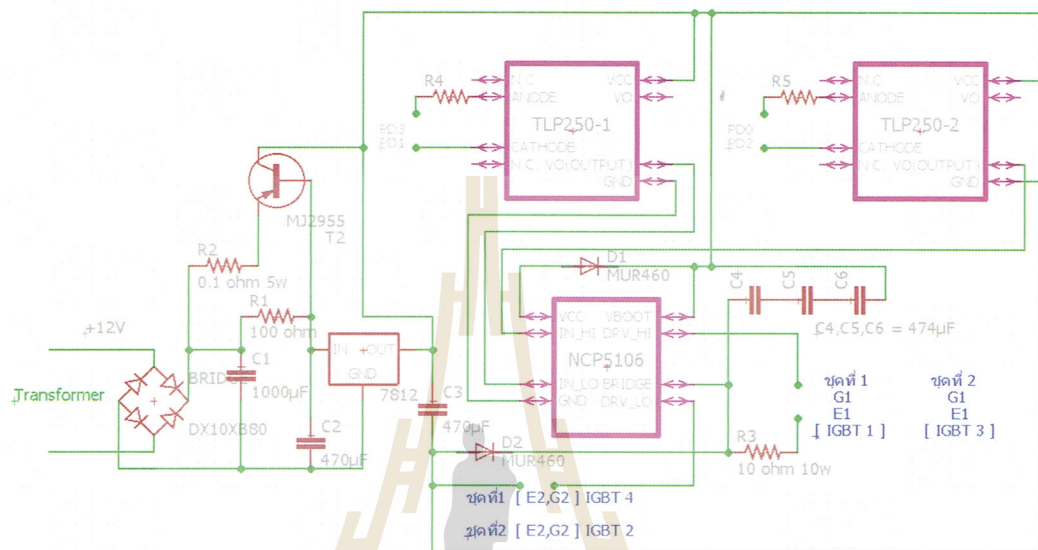 R4
N.C
VCC
ANODE
VO
TLP250-1
PD3
PD1
CATHODE
N.C. VO(OUTPUT)
GND
R5
N.C
VCC
ANODE
VO
TLP250-2
PD0
PD2
CATHODE
N.C. VO(OUTPUT)
GND
MJ2955
T2
R2
0.1 ohm 5w
R1
100 ohm
+12V
Transformer
DX10XB80
C1
1000µF
C2
470µF
IN
OUT
GND
7812
C3
470µF
D1
MUR460
VCC
VBOOT
IN_HI
DRV_HI
NCP5106
IN_LO
BRIDGE
GND
DRV_LO
C4
C5
C6
C4,C5,C6 = 474µF
ชุดที่ 1
G1
E1
[ IGBT 1 ]
ชุดที่ 2
G1
E1
[ IGBT 3 ]
R3
10 ohm 10w
D2
MUR460
ชุดที่1 [ E2,G2 ] IGBT 4
ชุดที่2 [ E2,G2 ] IGBT 2